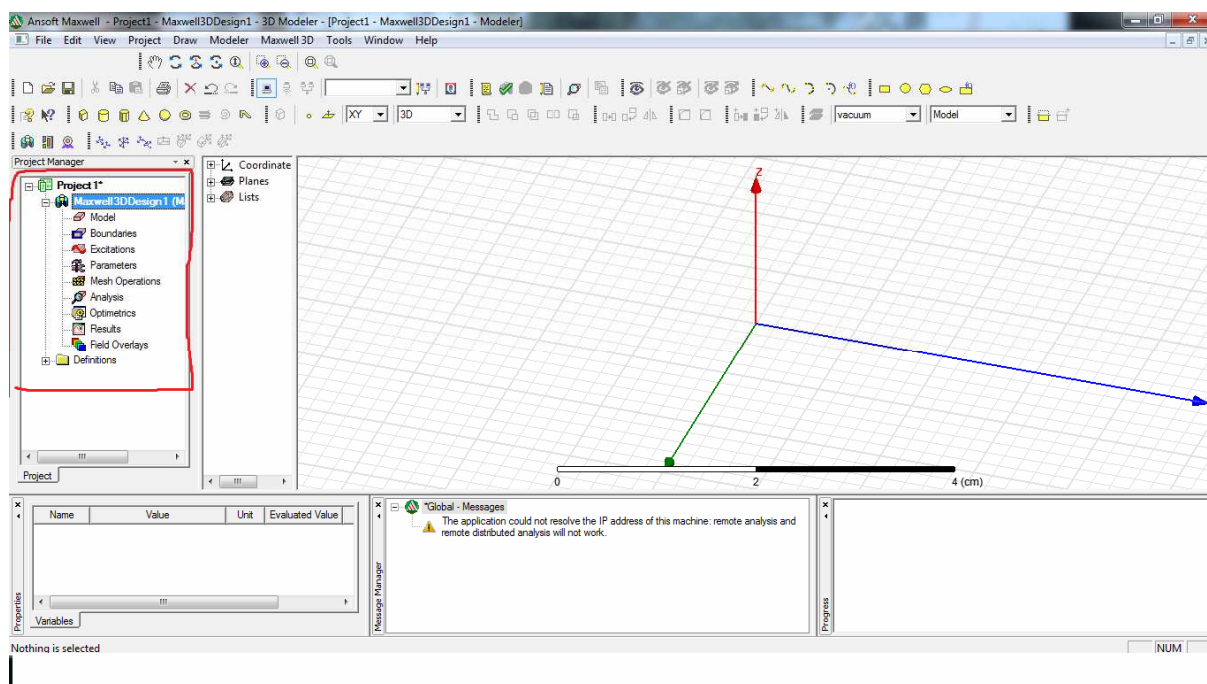 Ansoft Maxwell - Project1 - Maxwell3DDesign1 - 3D Modeler - [Project1 - Maxwell3DDesign1 - Modeler]
File Edit View Project Draw Modeler Maxwell 3D Tools Window Help
XY 3D vacuum Model
Project Manager
Project1*
Maxwell3DDesign1 (M
Model
Boundaries
Excitations
Parameters
Mesh Operations
Analysis
Optimetrics
Results
Field Overlays
Definitions
Project
Coordinate
Planes
Lists
Z
0 2 4 (cm)
Name Value Unit Evaluated Value
Variables
Properties
*Global - Messages
The application could not resolve the IP address of this machine: remote analysis and
remote distributed analysis will not work.
Message Manager
Progress
Nothing is selected
NUM